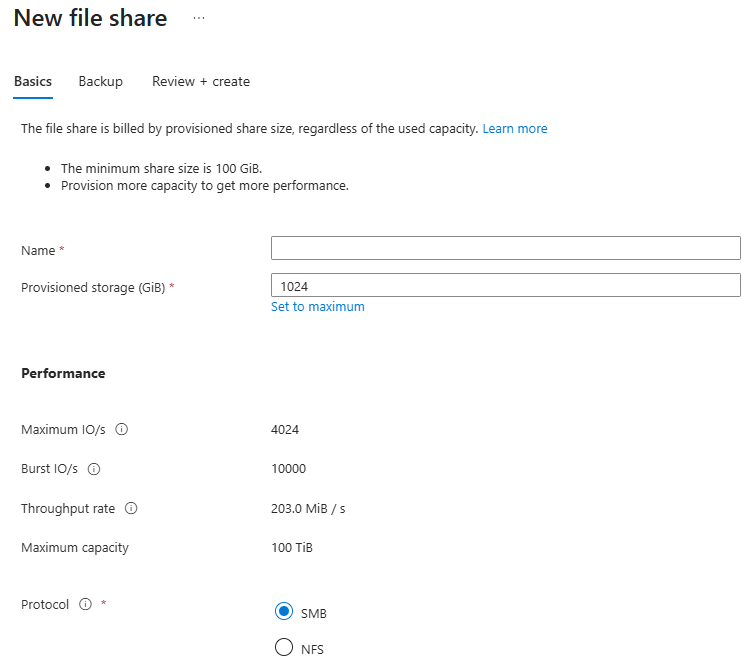 New file share ...
Basics Backup Review + create
The file share is billed by provisioned share size, regardless of the used capacity. Learn more
• The minimum share size is 100 GiB.
• Provision more capacity to get more performance.
Name *
Provisioned storage (GiB) * 1024
Set to maximum
Performance
Maximum IO/s 4024
Burst IO/s 10000
Throughput rate 203.0 MiB / s
Maximum capacity 100 TiB
Protocol * SMB
NFS